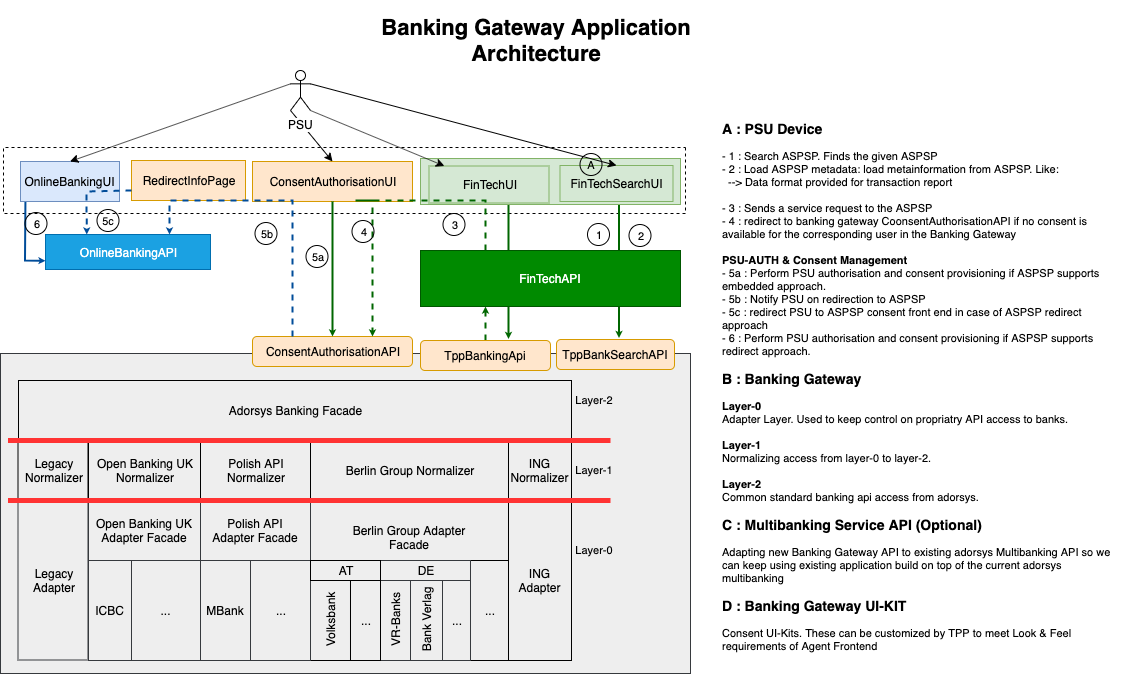 Banking Gateway Application
Architecture
PSU
A
OnlineBankingUI
RedirectInfoPage
ConsentAuthorisationUI
FinTechUI
FinTechSearchUI
6
5c
5b
5a
4
3
1
2
OnlineBankingAPI
FinTechAPI
ConsentAuthorisationAPI
TppBankingApi
TppBankSearchAPI
Adorsys Banking Facade
Layer-2
Legacy
Normalizer
Open Banking UK
Normalizer
Polish API
Normalizer
Berlin Group Normalizer
ING
Normalizer
Layer-1
Open Banking UK
Adapter Facade
Polish API
Adapter Facade
Berlin Group Adapter
Facade
Layer-0
Legacy
Adapter
ING
Adapter
AT
DE
ICBC
...
MBank
...
Volksbank
...
VR-Banks
Bank Verlag
...
...
A : PSU Device
- 1 : Search ASPSP. Finds the given ASPSP
- 2 : Load ASPSP metadata: load metainformation from ASPSP. Like:
--> Data format provided for transaction report
- 3 : Sends a service request to the ASPSP
- 4 : redirect to banking gateway CoonsentAuthorisationAPI if no consent is
available for the corresponding user in the Banking Gateway
PSU-AUTH & Consent Management
- 5a : Perform PSU authorisation and consent provisioning if ASPSP supports
embedded approach.
- 5b : Notify PSU on redirection to ASPSP
- 5c : redirect PSU to ASPSP consent front end in case of ASPSP redirect
approach
- 6 : Perform PSU authorisation and consent provisioning if ASPSP supports
redirect approach.
B : Banking Gateway
Layer-0
Adapter Layer. Used to keep control on propriatry API access to banks.
Layer-1
Normalizing access from layer-0 to layer-2.
Layer-2
Common standard banking api access from adorsys.
C : Multibanking Service API (Optional)
Adapting new Banking Gateway API to existing adorsys Multibanking API so we
can keep using existing application build on top of the current adorsys
multibanking
D : Banking Gateway UI-KIT
Consent UI-Kits. These can be customized by TPP to meet Look & Feel
requirements of Agent Frontend